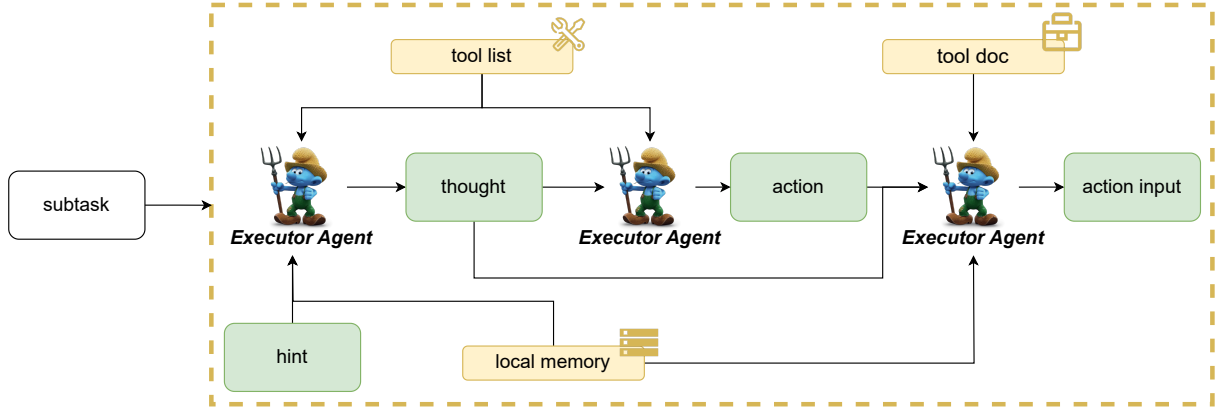 tool list
tool doc
subtask
thought
action
action input
Executor Agent
Executor Agent
Executor Agent
hint
local memory